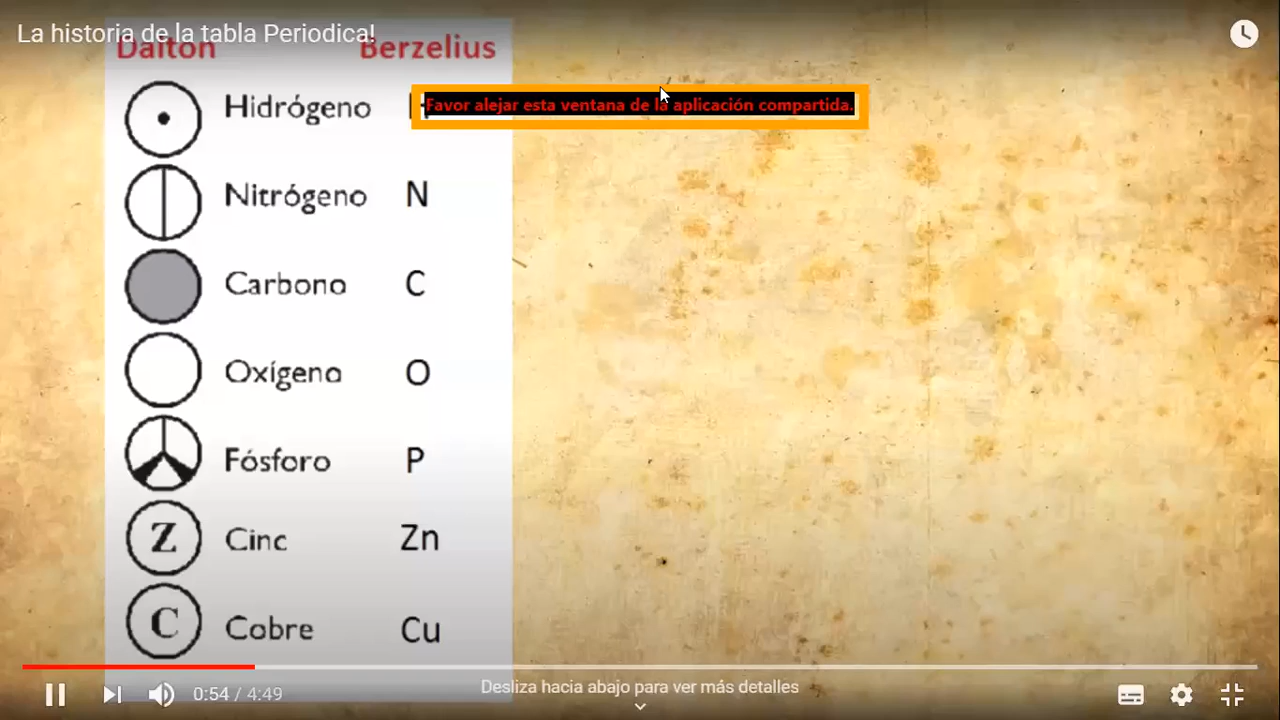 La historia de la tabla Periodica!
Dalton Berzelius
Hidrógeno
Favor alejar esta ventana de la aplicación compartida.
Nitrógeno N
Carbono C
Oxígeno O
Fósforo P
Z Cinc Zn
C Cobre Cu
0:54 / 4:49
Desliza hacia abajo para ver más detalles